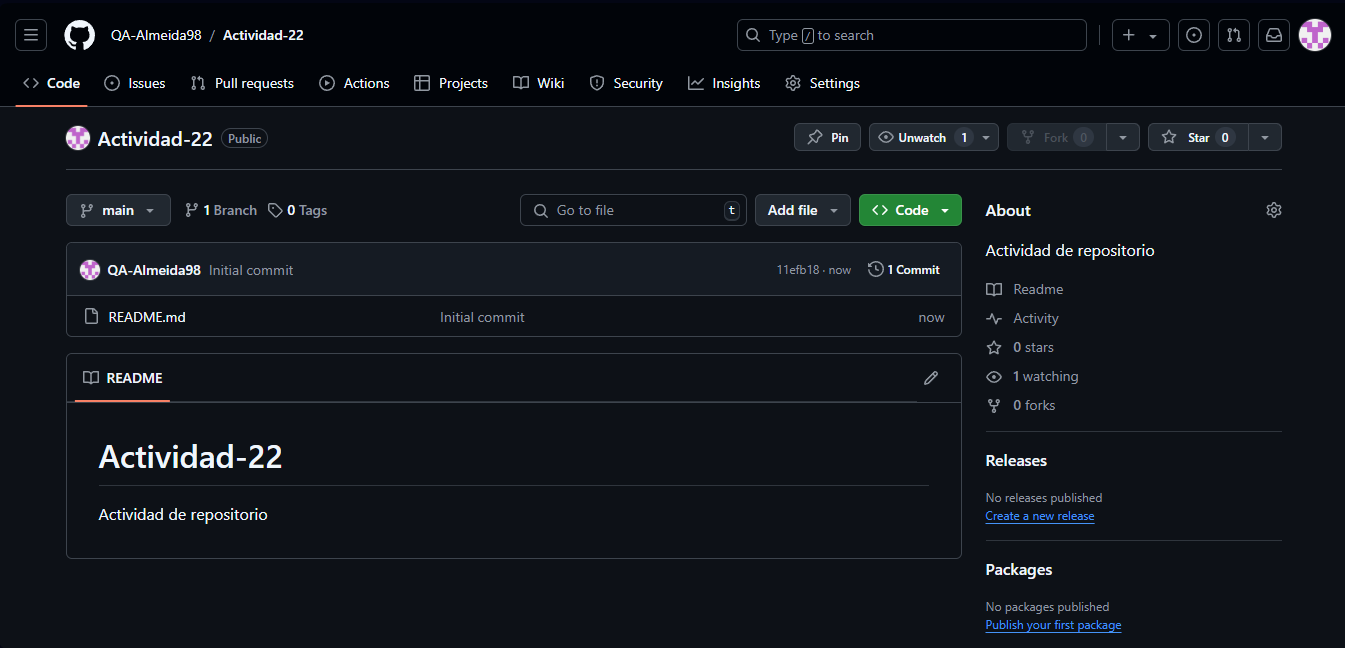 QA-Almeida98 / Actividad-22
Type / to search
Code Issues Pull requests Actions Projects Wiki Security Insights Settings
Actividad-22 Public
Pin Unwatch 1 Fork 0 Star 0
main 1 Branch 0 Tags Go to file t Add file Code
QA-Almeida98 Initial commit 11efb18 · now 1 Commit
README.md Initial commit now
README
Actividad-22
Actividad de repositorio
About
Actividad de repositorio
Readme
Activity
0 stars
1 watching
0 forks
Releases
No releases published
Create a new release
Packages
No packages published
Publish your first package